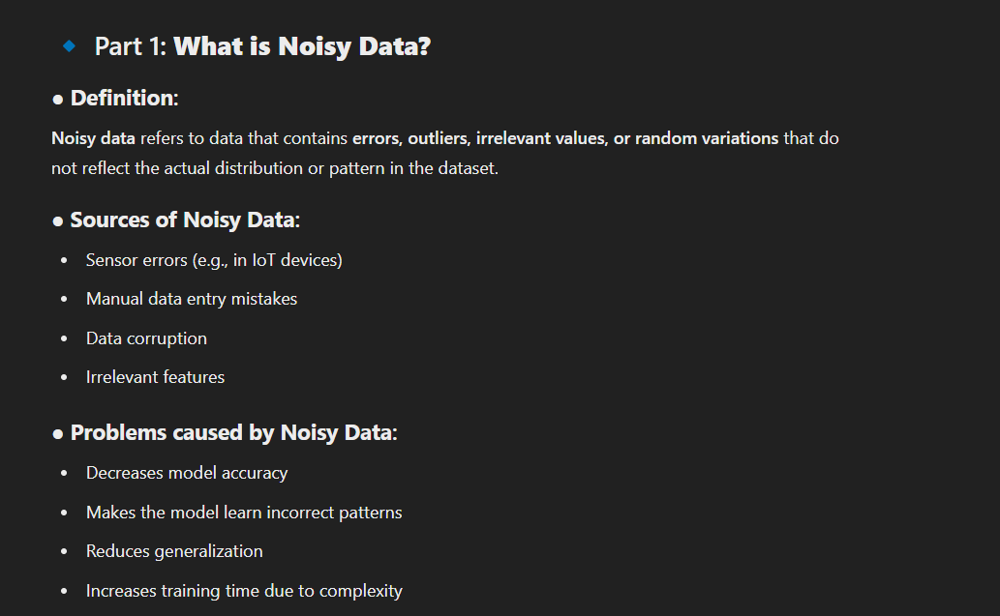 🔹 Part 1: What is Noisy Data?
● Definition:
Noisy data refers to data that contains errors, outliers, irrelevant values, or random variations that do
not reflect the actual distribution or pattern in the dataset.
● Sources of Noisy Data:
• Sensor errors (e.g., in IoT devices)
• Manual data entry mistakes
• Data corruption
• Irrelevant features
● Problems caused by Noisy Data:
• Decreases model accuracy
• Makes the model learn incorrect patterns
• Reduces generalization
• Increases training time due to complexity